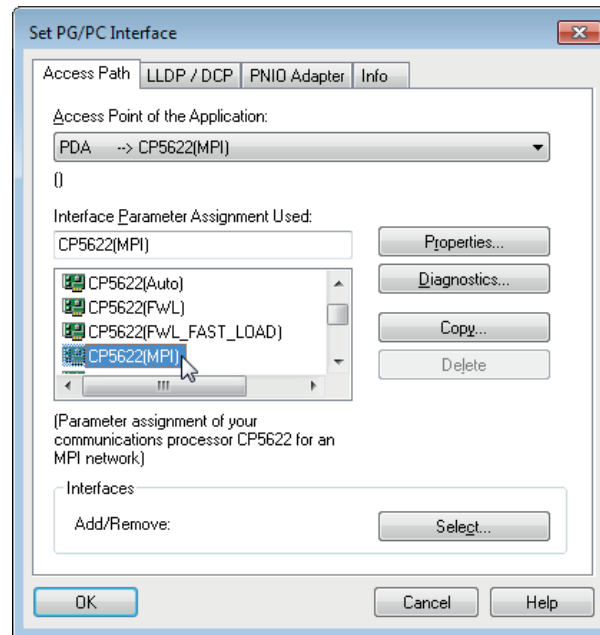 Set PG/PC Interface
Access Path LLDP / DCP PNIO Adapter Info
Access Point of the Application:
PDA --> CP5622(MPI)
()
Interface Parameter Assignment Used:
CP5622(MPI)
Properties...
CP5622(Auto)
Diagnostics...
CP5622(FWL)
CP5622(FWL_FAST_LOAD)
Copy...
CP5622(MPI)
Delete
(Parameter assignment of your
communications processor CP5622 for an
MPI network)
Interfaces
Add/Remove:
Select...
OK Cancel Help